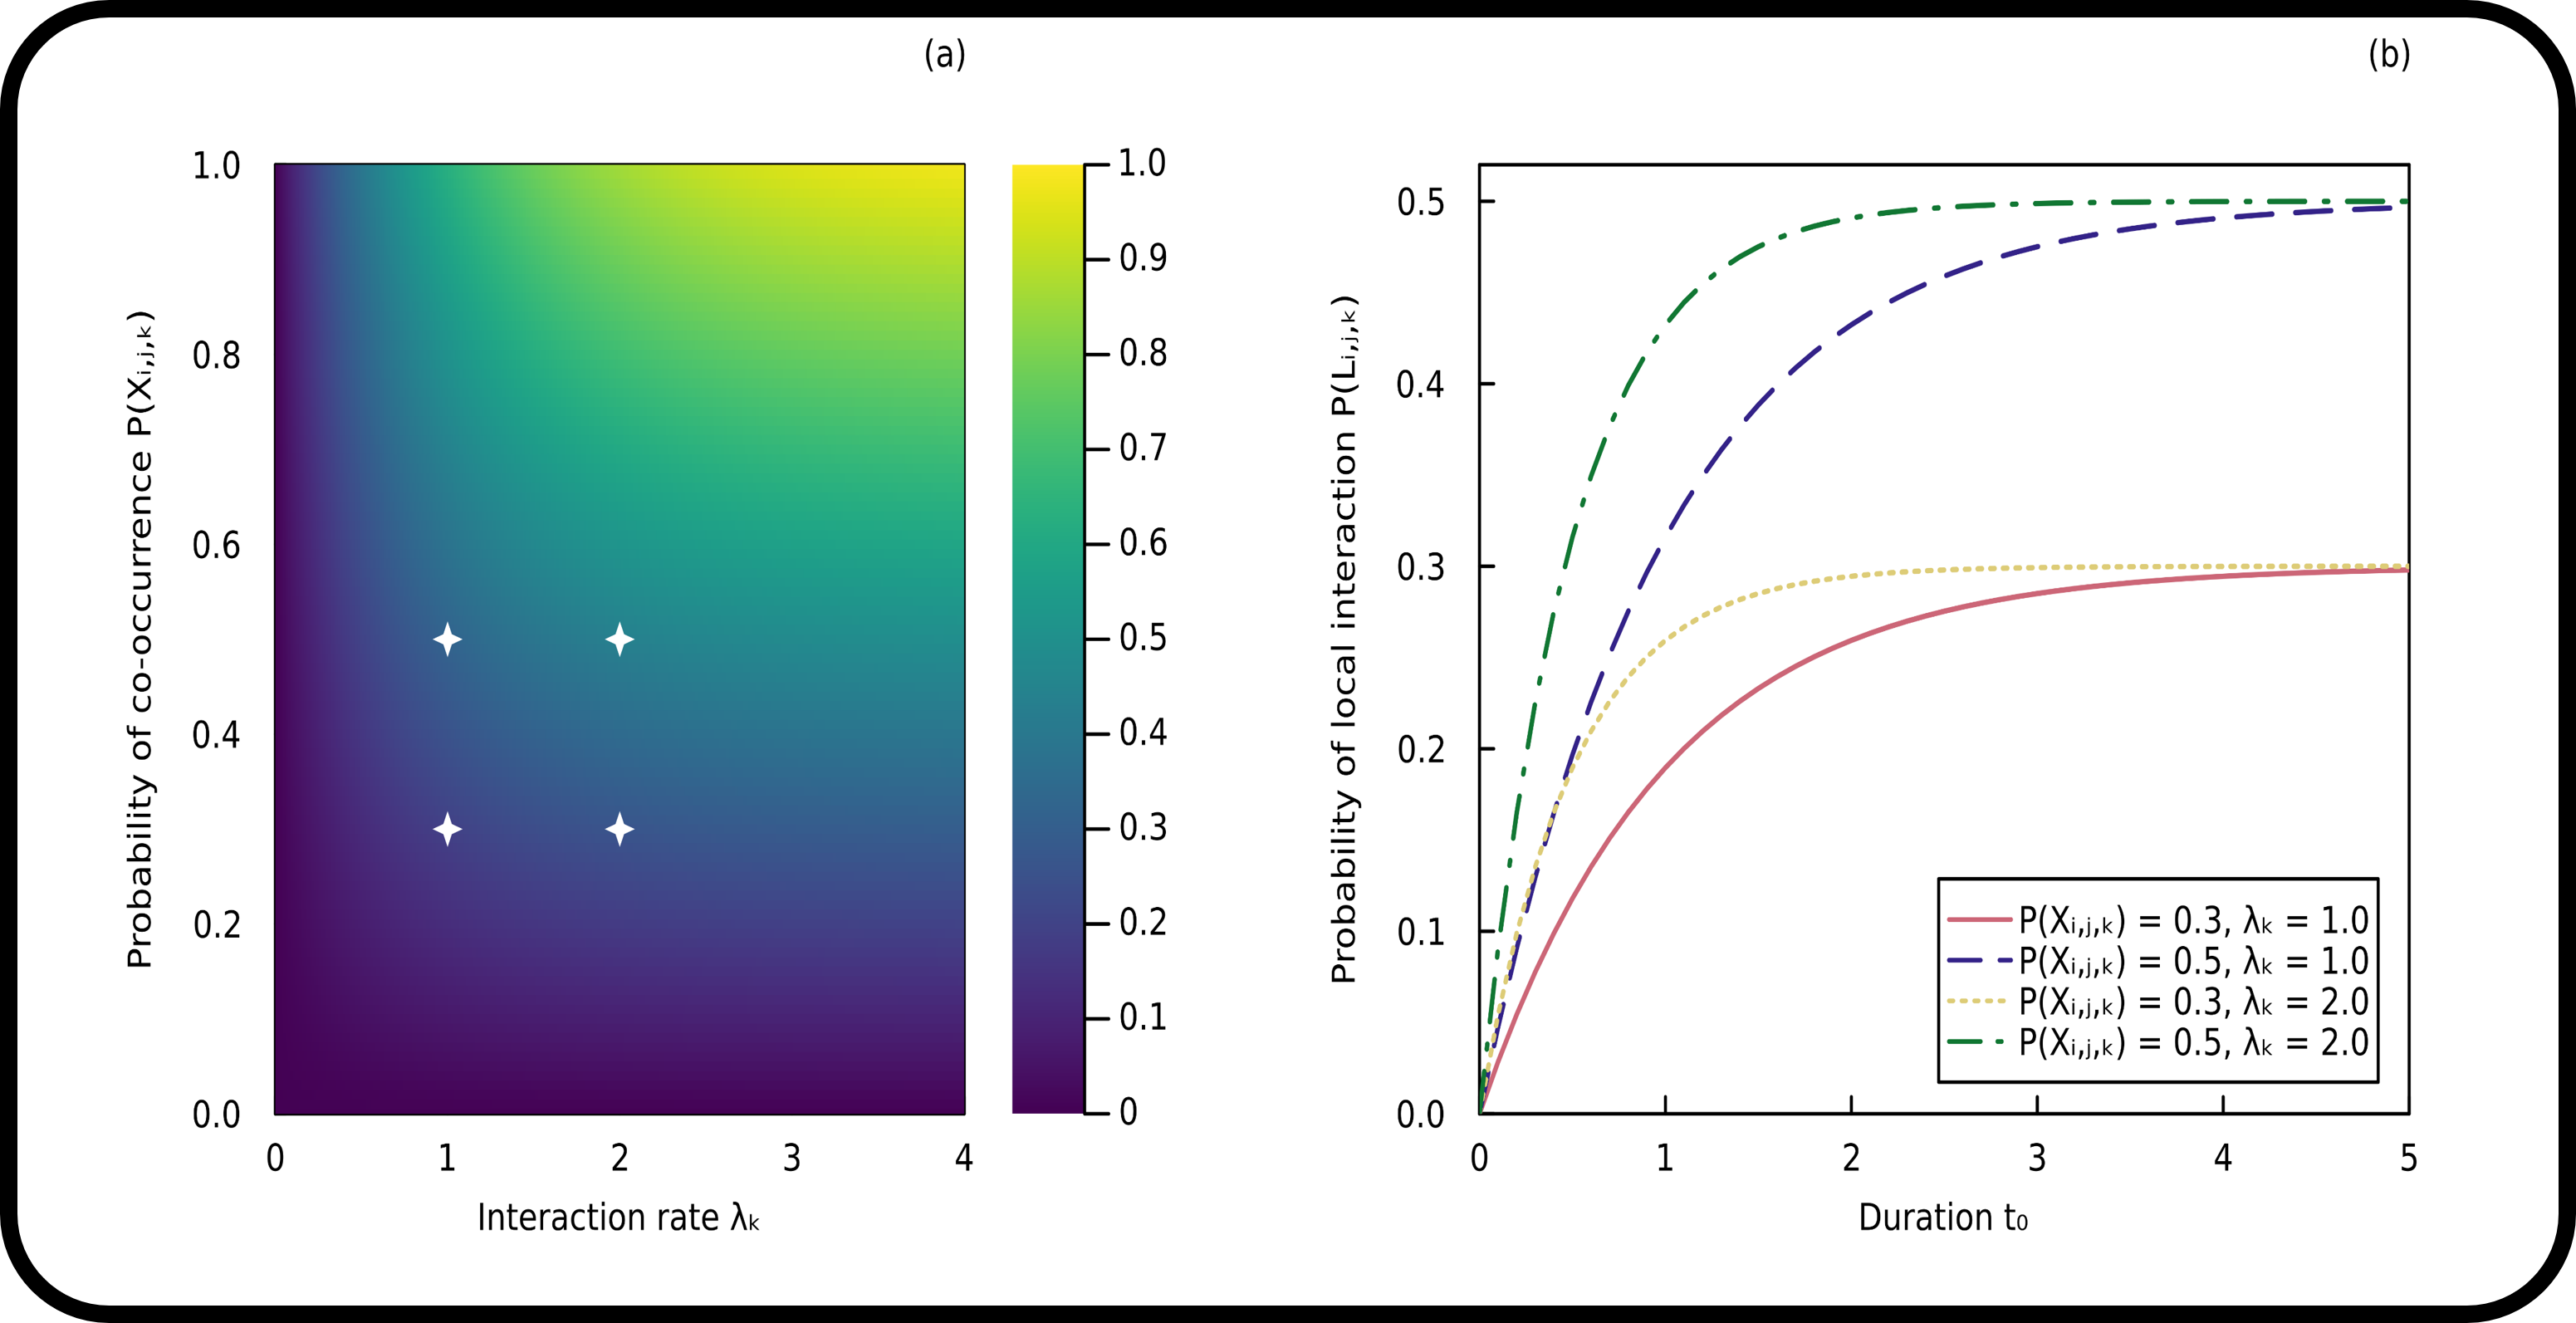 (a)
Probability of co-occurrence P(Xᵢ,ⱼ,ₖ)
1.0
0.8
0.6
0.4
0.2
0.0
0 1 2 3 4
Interaction rate λₖ
1.0
0.9
0.8
0.7
0.6
0.5
0.4
0.3
0.2
0.1
0
(b)
Probability of local interaction P(Lᵢ,ⱼ,ₖ)
0.5
0.4
0.3
0.2
0.1
0.0
0 1 2 3 4 5
Duration t₀
P(Xᵢ,ⱼ,ₖ) = 0.3, λₖ = 1.0
P(Xᵢ,ⱼ,ₖ) = 0.5, λₖ = 1.0
P(Xᵢ,ⱼ,ₖ) = 0.3, λₖ = 2.0
P(Xᵢ,ⱼ,ₖ) = 0.5, λₖ = 2.0